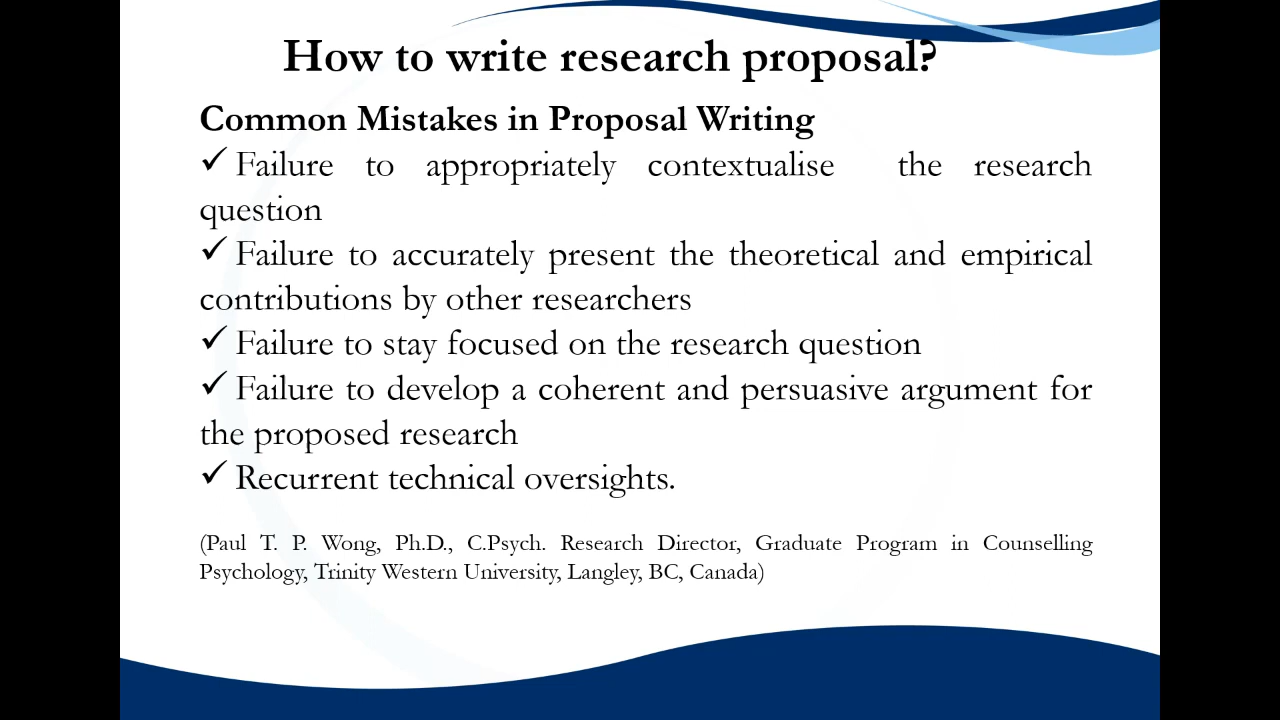 How to write research proposal?
Common Mistakes in Proposal Writing
✓ Failure to appropriately contextualise the research
question
✓ Failure to accurately present the theoretical and empirical
contributions by other researchers
✓ Failure to stay focused on the research question
✓ Failure to develop a coherent and persuasive argument for
the proposed research
✓ Recurrent technical oversights.
(Paul T. P. Wong, Ph.D., C.Psych. Research Director, Graduate Program in Counselling
Psychology, Trinity Western University, Langley, BC, Canada)